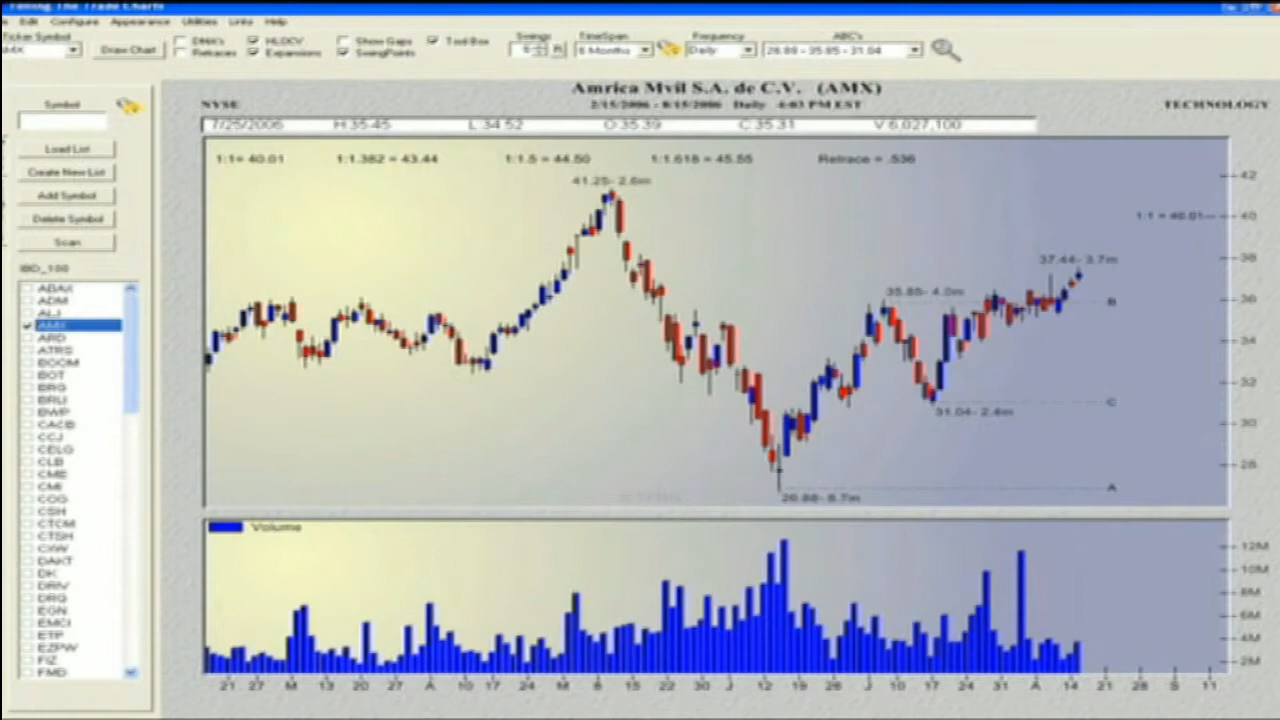 Timing The Trade Charts
Edit Configure Appearance Utilities Links Help
Ticker Symbol
AMX
Draw Chart
DMA's
Retraces
HLOCV
Expansions
Show Gaps
SwingPoints
Tool Box
Swings
6
R
TimeSpan
6 Months
Frequency
Daily
ABC's
26.88 - 35.85 - 31.04
Amrica Mvil S.A. de C.V. (AMX)
NYSE
2/15/2006 - 8/15/2006 Daily 4:03 PM EST
TECHNOLOGY
7/25/2006 H:35.45 L:34.52 O:35.39 C:35.31 V:6,027,100
1:1= 40.01 1:1.382 = 43.44 1:1.5 = 44.50 1:1.618 = 45.55 Retrace = .536
41.25- 2.6m
1:1 = 40.01
37.44- 3.7m
35.85- 4.0m
B
31.04- 2.4m
C
26.88- 8.7m
A
42
40
38
36
34
32
30
28
Symbol
Load List
Create New List
Add Symbol
Delete Symbol
Scan
IBD_100
ABAX
ADM
ALJ
AMX
ARD
ATRS
BOOM
BOT
BRG
BRLI
BWP
CACB
CCJ
CELG
CLB
CME
CMI
COG
CSH
CTCM
CTSH
CXW
DAKT
DK
DRIV
DRQ
EGN
EMCI
ETP
EZPW
FIZ
FMD
Volume
12M
10M
8M
6M
4M
2M
21 27 M 13 20 27 A 10 17 24 M 8 15 22 30 J 12 19 26 J 10 17 24 31 A 14 21 28 S 11